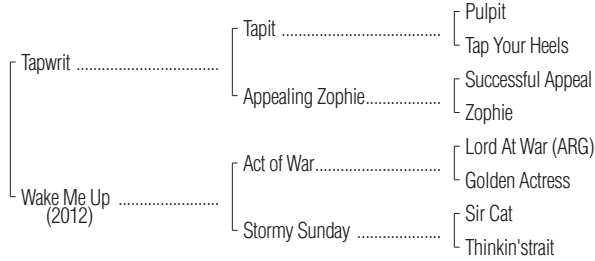 Pulpit
Tapit ........................................
Tap Your Heels
Tapwrit ....................................
Successful Appeal
Appealing Zophie...................
Zophie
Lord At War (ARG)
Act of War................................
Golden Actress
Wake Me Up .........................
(2012)
Sir Cat
Stormy Sunday .....................
Thinkin'strait